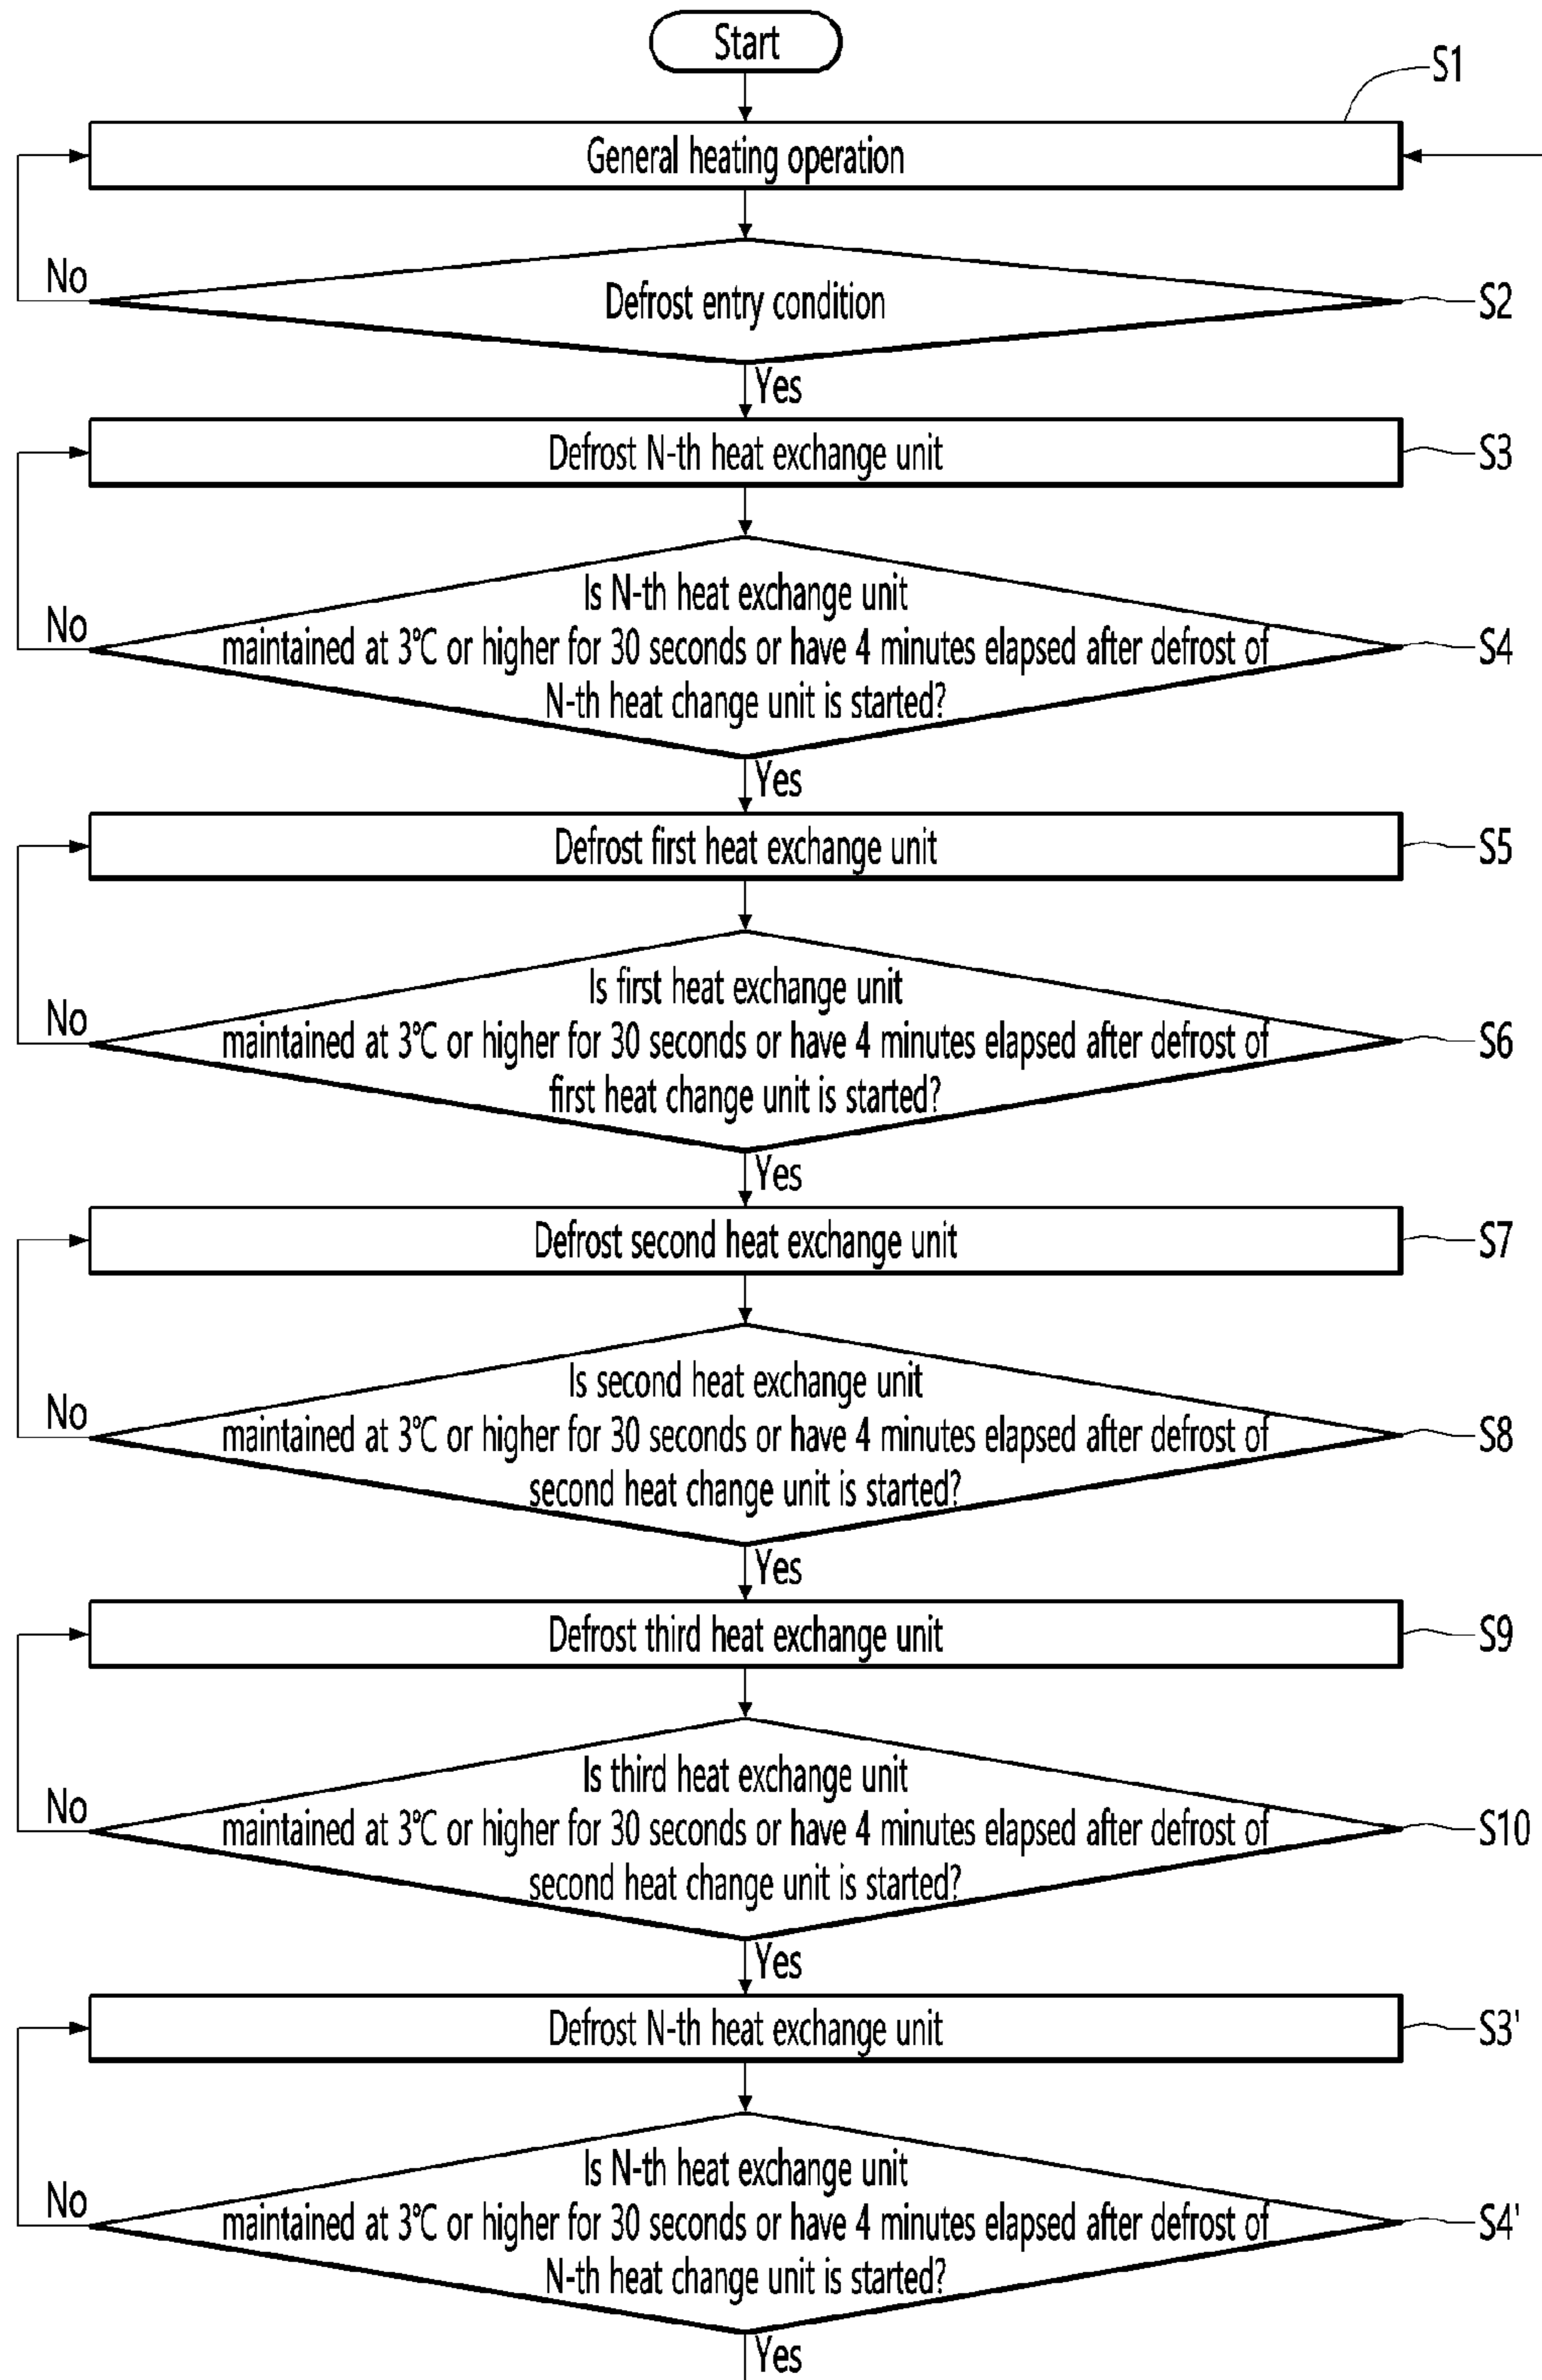 Start
S1
General heating operation
No
Defrost entry condition
S2
Yes
Defrost N-th heat exchange unit
S3
Is N-th heat exchange unit
No
maintained at 3℃ or higher for 30 seconds or have 4 minutes elapsed after defrost of
S4
N-th heat change unit is started?
Yes
Defrost first heat exchange unit
S5
Is first heat exchange unit
No
maintained at 3℃ or higher for 30 seconds or have 4 minutes elapsed after defrost of
S6
first heat change unit is started?
Yes
Defrost second heat exchange unit
S7
Is second heat exchange unit
No
maintained at 3℃ or higher for 30 seconds or have 4 minutes elapsed after defrost of
S8
second heat change unit is started?
Yes
Defrost third heat exchange unit
S9
Is third heat exchange unit
No
maintained at 3℃ or higher for 30 seconds or have 4 minutes elapsed after defrost of
S10
second heat change unit is started?
Yes
Defrost N-th heat exchange unit
S3'
Is N-th heat exchange unit
No
maintained at 3℃ or higher for 30 seconds or have 4 minutes elapsed after defrost of
S4'
N-th heat change unit is started?
Yes